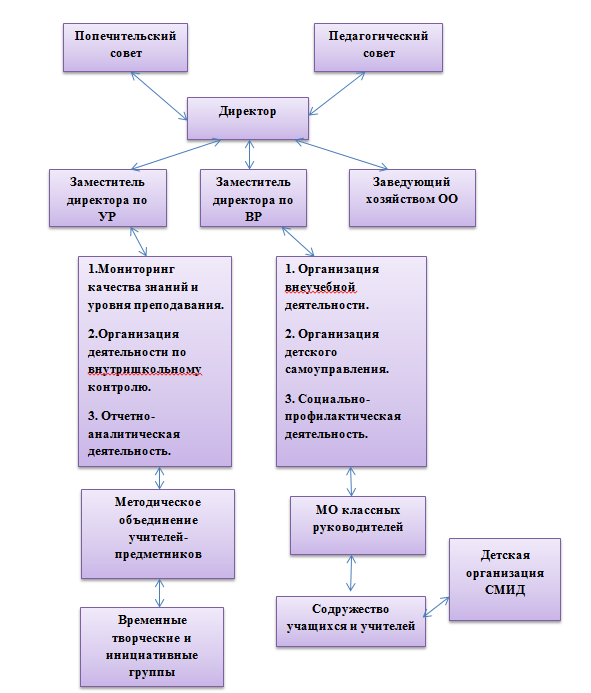 Попечительский
совет
Педагогический
совет
Директор
Заместитель
директора по
УР
Заместитель
директора по
ВР
Заведующий
хозяйством ОО
1.Мониторинг
качества знаний и
уровня преподавания.
2.Организация
деятельности по
внутришкольному
контролю.
3. Отчетно-
аналитическая
деятельность.
1. Организация
внеучебной
деятельности.
2. Организация
детского
самоуправления.
3. Социально-
профилактическая
деятельность.
Методическое
объединение
учителей-
предметников
МО классных
руководителей
Детская
организация
СМИД
Временные
творческие и
инициативные
группы
Содружество
учащихся и учителей